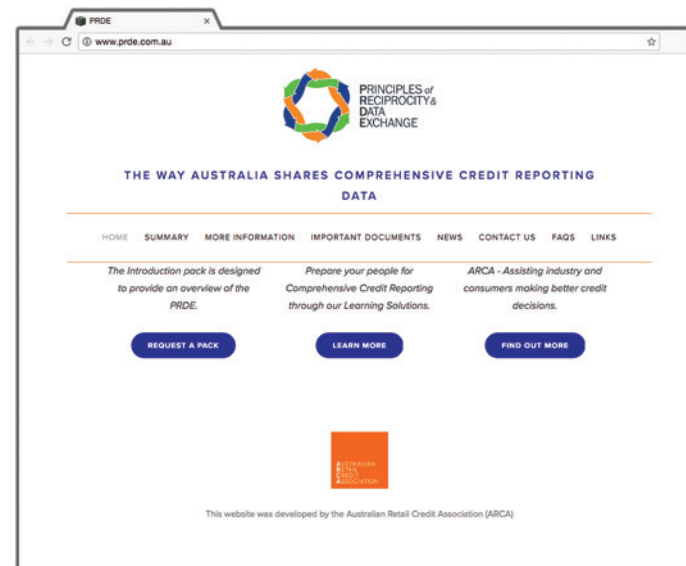 PRDE
www.prde.com.au
PRINCIPLES of
RECIPROCITY &
DATA
EXCHANGE
THE WAY AUSTRALIA SHARES COMPREHENSIVE CREDIT REPORTING
DATA
HOME SUMMARY MORE INFORMATION IMPORTANT DOCUMENTS NEWS CONTACT US FAQS LINKS
The Introduction pack is designed
to provide an overview of the
PRDE.
REQUEST A PACK
Prepare your people for
Comprehensive Credit Reporting
through our Learning Solutions.
LEARN MORE
ARCA - Assisting industry and
consumers making better credit
decisions.
FIND OUT MORE
AUSTRALIAN
RETAIL
CREDIT
ASSOCIATION
This website was developed by the Australian Retail Credit Association (ARCA)